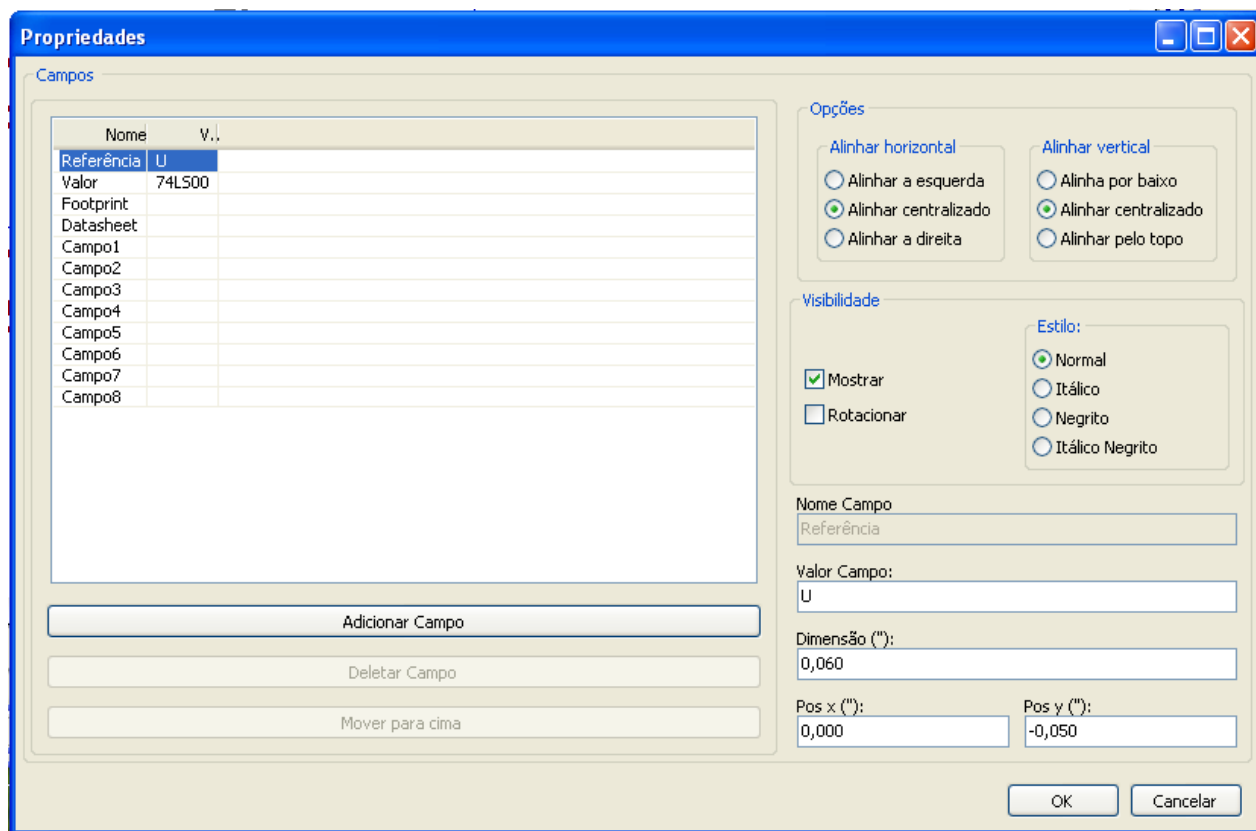 Propriedades
Campos
Nome V..
Referência U
Valor 74LS00
Footprint
Datasheet
Campo1
Campo2
Campo3
Campo4
Campo5
Campo6
Campo7
Campo8
Adicionar Campo
Deletar Campo
Mover para cima
Opções
Alinhar horizontal
Alinhar a esquerda
Alinhar centralizado
Alinhar a direita
Alinhar vertical
Alinha por baixo
Alinhar centralizado
Alinhar pelo topo
Visibilidade
Mostrar
Rotacionar
Estilo:
Normal
Itálico
Negrito
Itálico Negrito
Nome Campo
Referência
Valor Campo:
U
Dimensão ("):
0,060
Pos x ("):
0,000
Pos y ("):
-0,050
OK
Cancelar